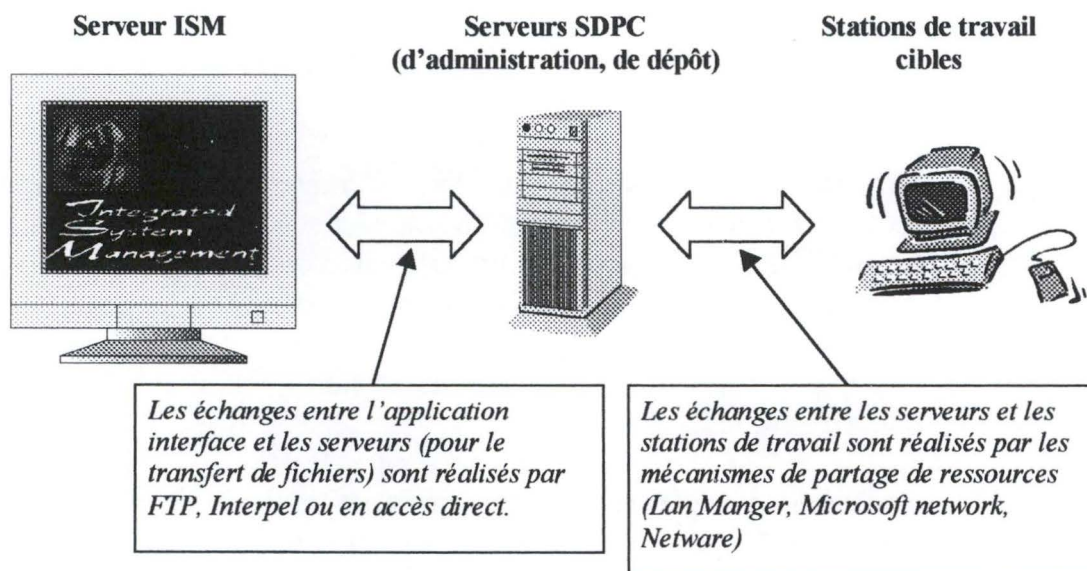 Serveur ISM
Serveurs SDPC
(d'administration, de dépôt)
Stations de travail
cibles
Integrated
System
Management
Les échanges entre l'application
interface et les serveurs (pour le
transfert de fichiers) sont réalisés par
FTP, Interpel ou en accès direct.
Les échanges entre les serveurs et les
stations de travail sont réalisés par les
mécanismes de partage de ressources
(Lan Manger, Microsoft network,
Netware)